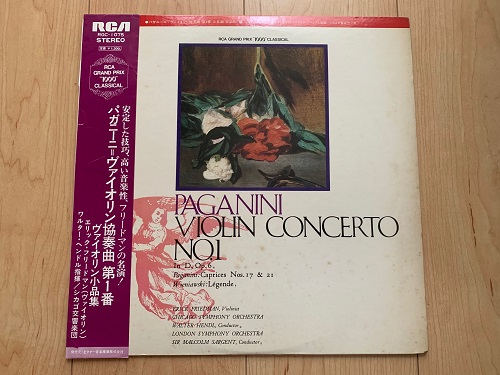 RCA
RGC-1075
STEREO
RCA
GRAND PRIX
"1000"
CLASSICAL
安定した技巧、高い音楽性、フリードマンの名演!
パガニーニ=ヴァイオリン協奏曲 第1番
ヴァイオリン小品集
エリック・フリードマン(ヴァイオリン)
ワルター・ヘンドル指揮/シカゴ交響楽団
RCA GRAND PRIX "1000" CLASSICAL
PAGANINI
VIOLIN CONCERTO
NO.1
In D, Op. 6.
Paganini: Caprices Nos. 17 & 21
Wieniawski: Légende.
ERICK FRIEDMAN, Violinist
CHICAGO SYMPHONY ORCHESTRA
WALTER HENDL, Conductor
LONDON SYMPHONY ORCHESTRA
SIR MALCOLM SARGENT, Conductor